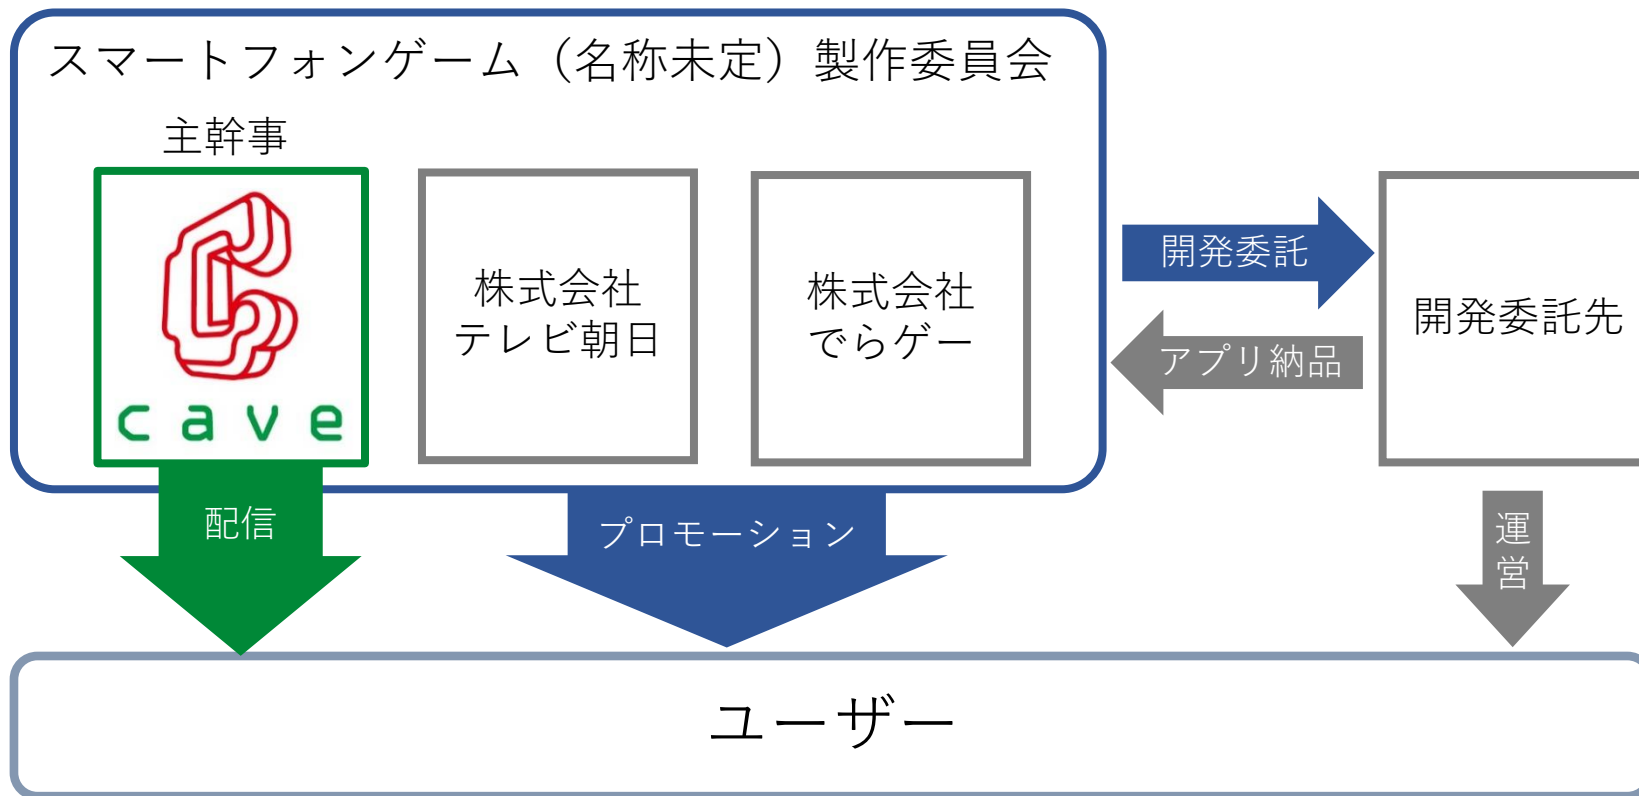 スマートフォンゲーム（名称未定）製作委員会
主幹事
cave
株式会社
テレビ朝日
株式会社
でらゲー
開発委託
アプリ納品
開発委託先
配信
プロモーション
運
営
ユーザー